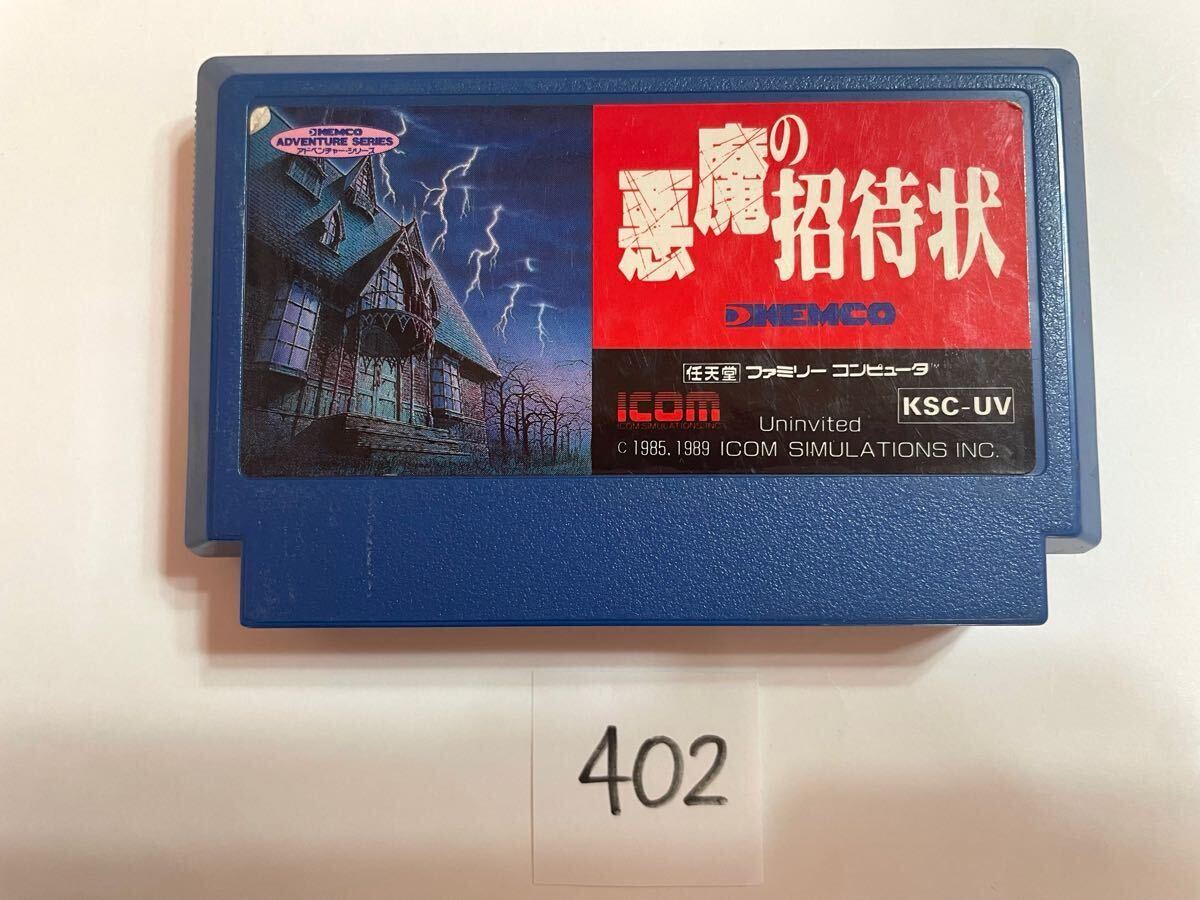 KEMCO
ADVENTURE SERIES
アドベンチャー・シリーズ
悪魔の
招待状
KEMCO
任天堂 ファミリー コンピュータ™
ICOM
ICOM SIMULATIONS, INC.
KSC-UV
Uninvited
C 1985, 1989 ICOM SIMULATIONS INC.
402